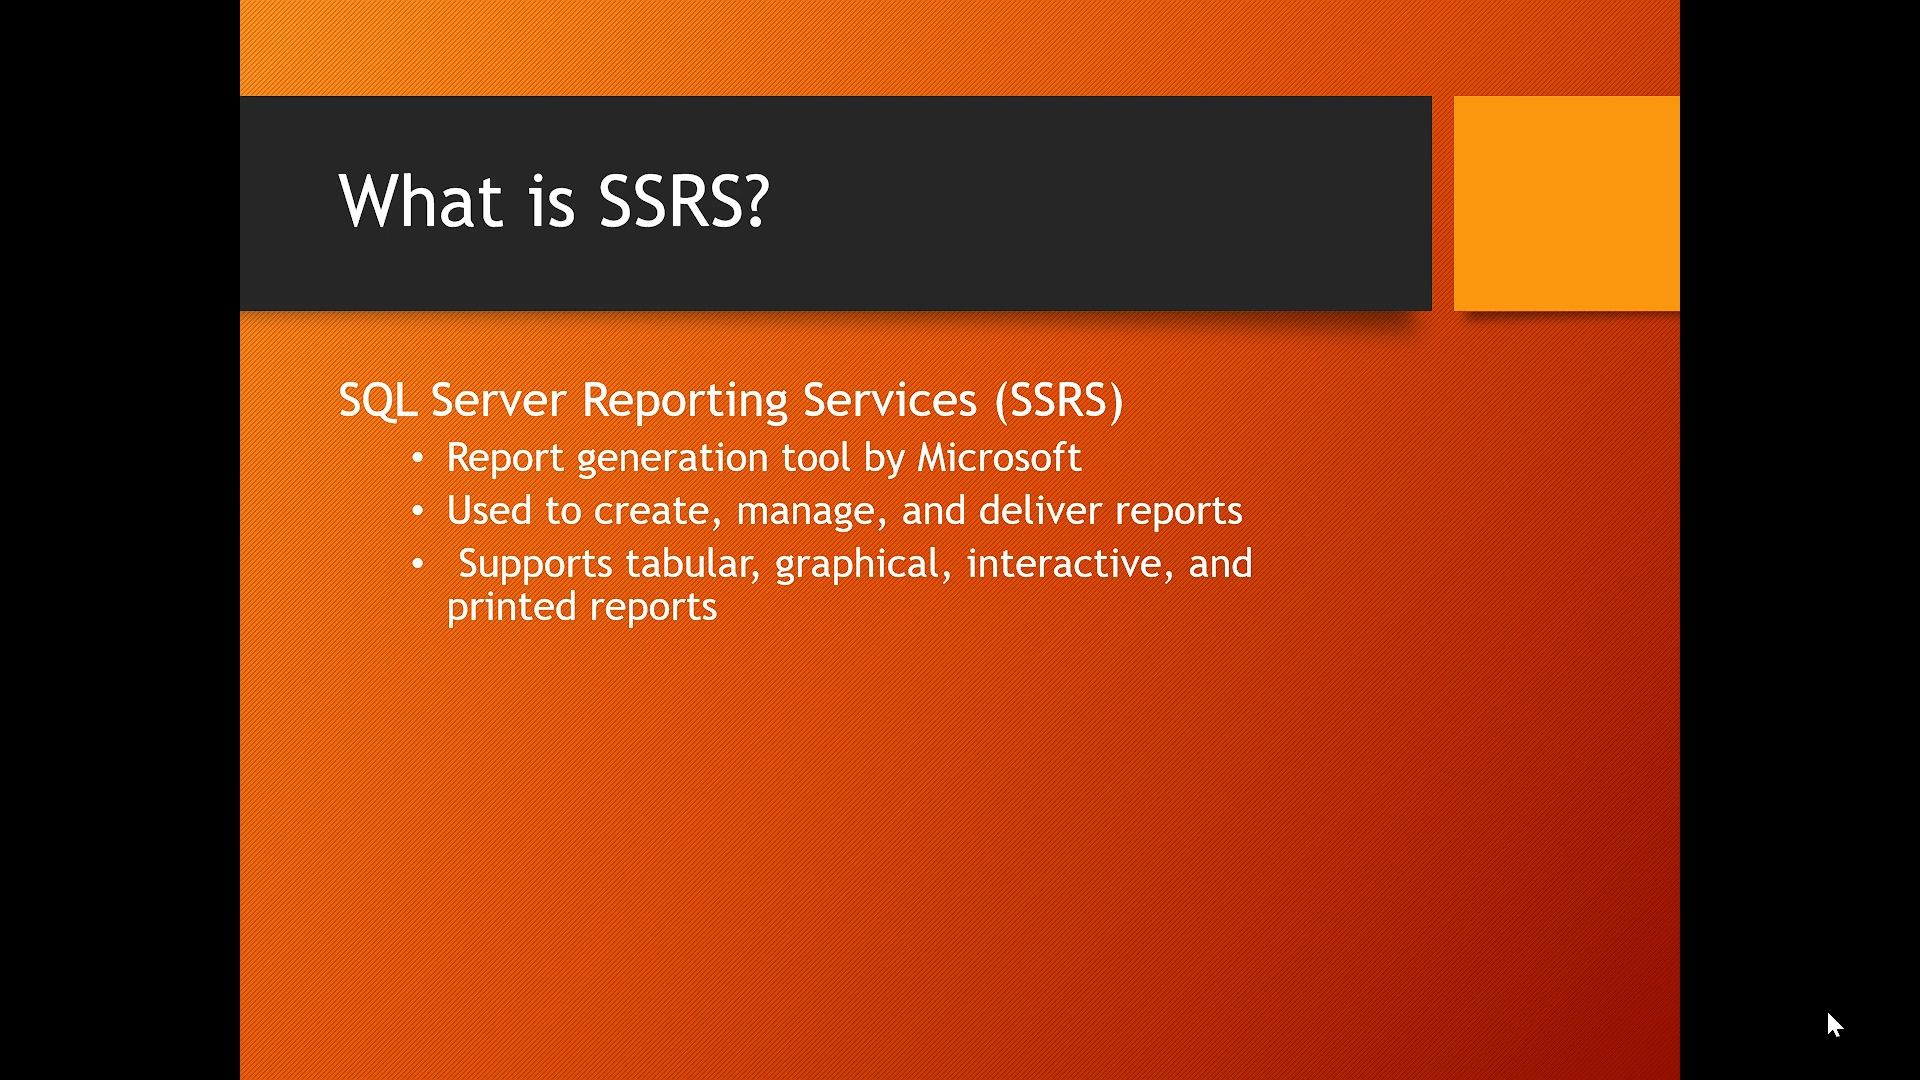 What is SSRS?
SQL Server Reporting Services (SSRS)
• Report generation tool by Microsoft
• Used to create, manage, and deliver reports
• Supports tabular, graphical, interactive, and
printed reports